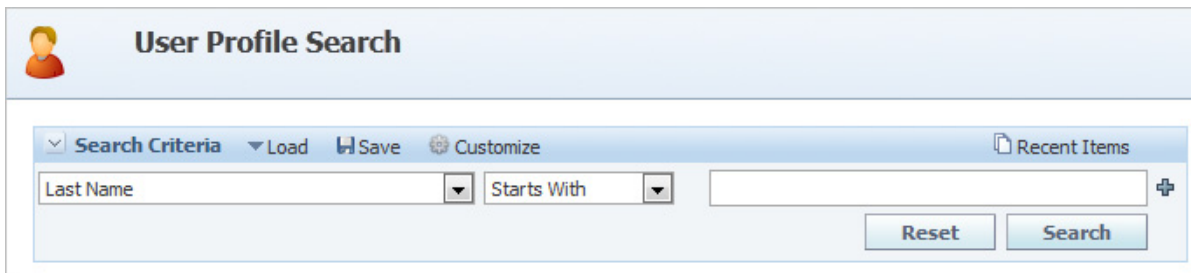 User Profile Search
Search Criteria Load Save Customize Recent Items
Last Name Starts With
Reset Search